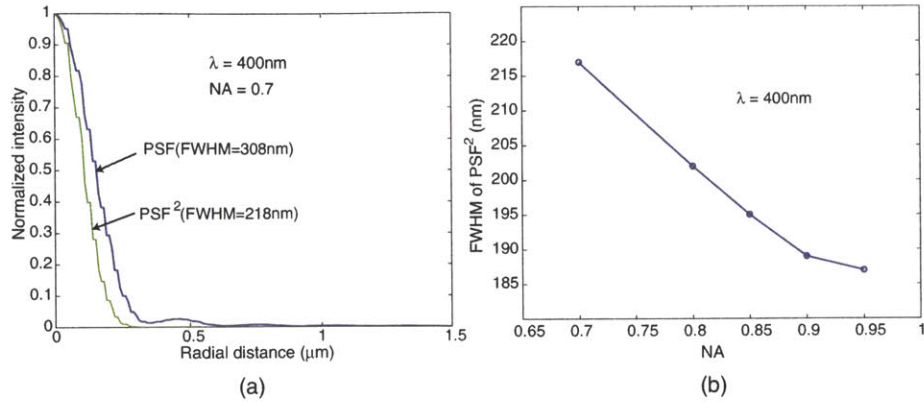 1
0.9
0.8
0.7
0.6
0.5
0.4
0.3
0.2
0.1
0
Normalized intensity
λ = 400nm
NA = 0.7
PSF(FWHM=308nm)
PSF²(FWHM=218nm)
0
0.5
1
1.5
Radial distance (μm)
(a)
220
215
210
205
200
195
190
185
FWHM of PSF² (nm)
λ = 400nm
0.65
0.7
0.75
0.8
0.85
0.9
0.95
1
NA
(b)